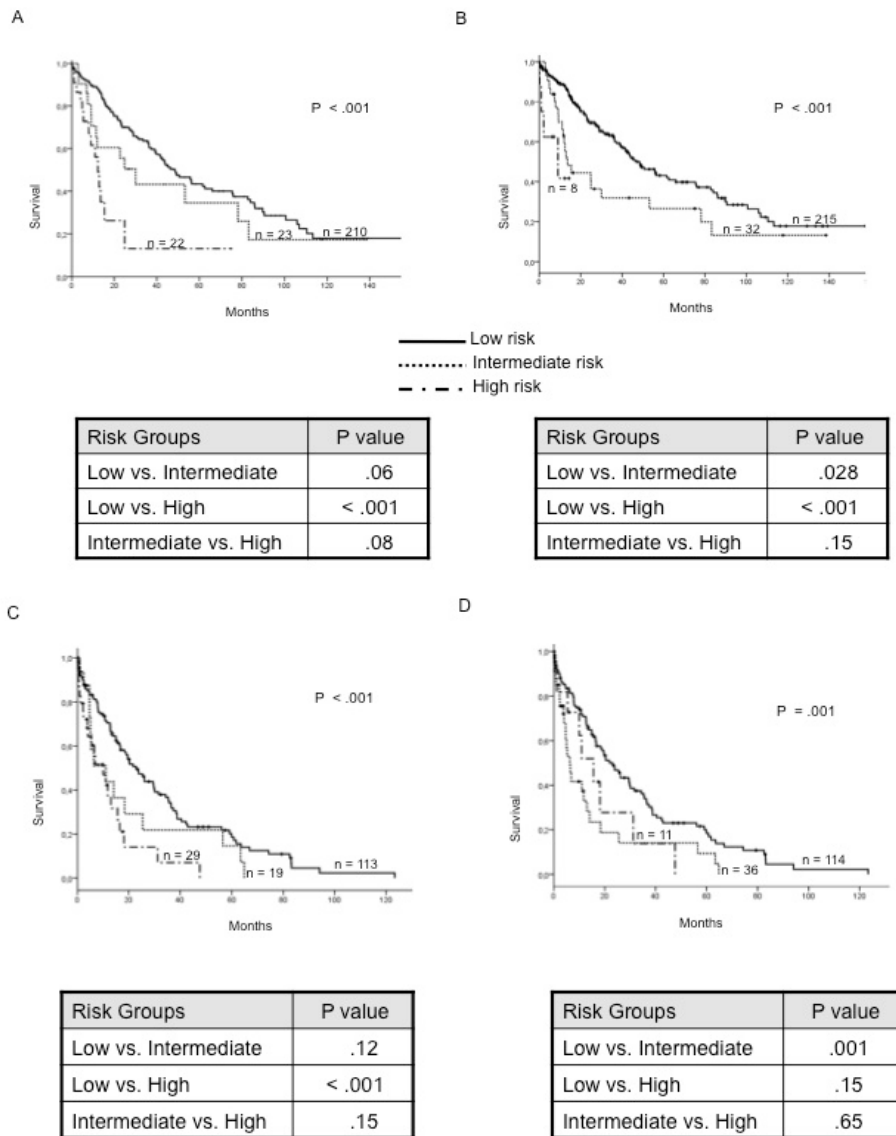 A
B
1,0
0,8
0,6
0,4
0,2
0,0
Survival
P < .001
n = 22
n = 23
n = 210
0 20 40 60 80 100 120 140
Months
1,0
0,8
0,6
0,4
0,2
0,0
Survival
P < .001
n = 8
n = 32
n = 215
0 20 40 60 80 100 120 140
Months
Low risk
Intermediate risk
High risk
Risk Groups P value
Low vs. Intermediate .06
Low vs. High < .001
Intermediate vs. High .08
Risk Groups P value
Low vs. Intermediate .028
Low vs. High < .001
Intermediate vs. High .15
C
D
1,0
0,8
0,6
0,4
0,2
0,0
Survival
P < .001
n = 29
n = 19
n = 113
0 20 40 60 80 100 120
Months
1,0
0,8
0,6
0,4
0,2
0,0
Survival
P = .001
n = 11
n = 36
n = 114
0 20 40 60 80 100 120
Months
Risk Groups P value
Low vs. Intermediate .12
Low vs. High < .001
Intermediate vs. High .15
Risk Groups P value
Low vs. Intermediate .001
Low vs. High .15
Intermediate vs. High .65